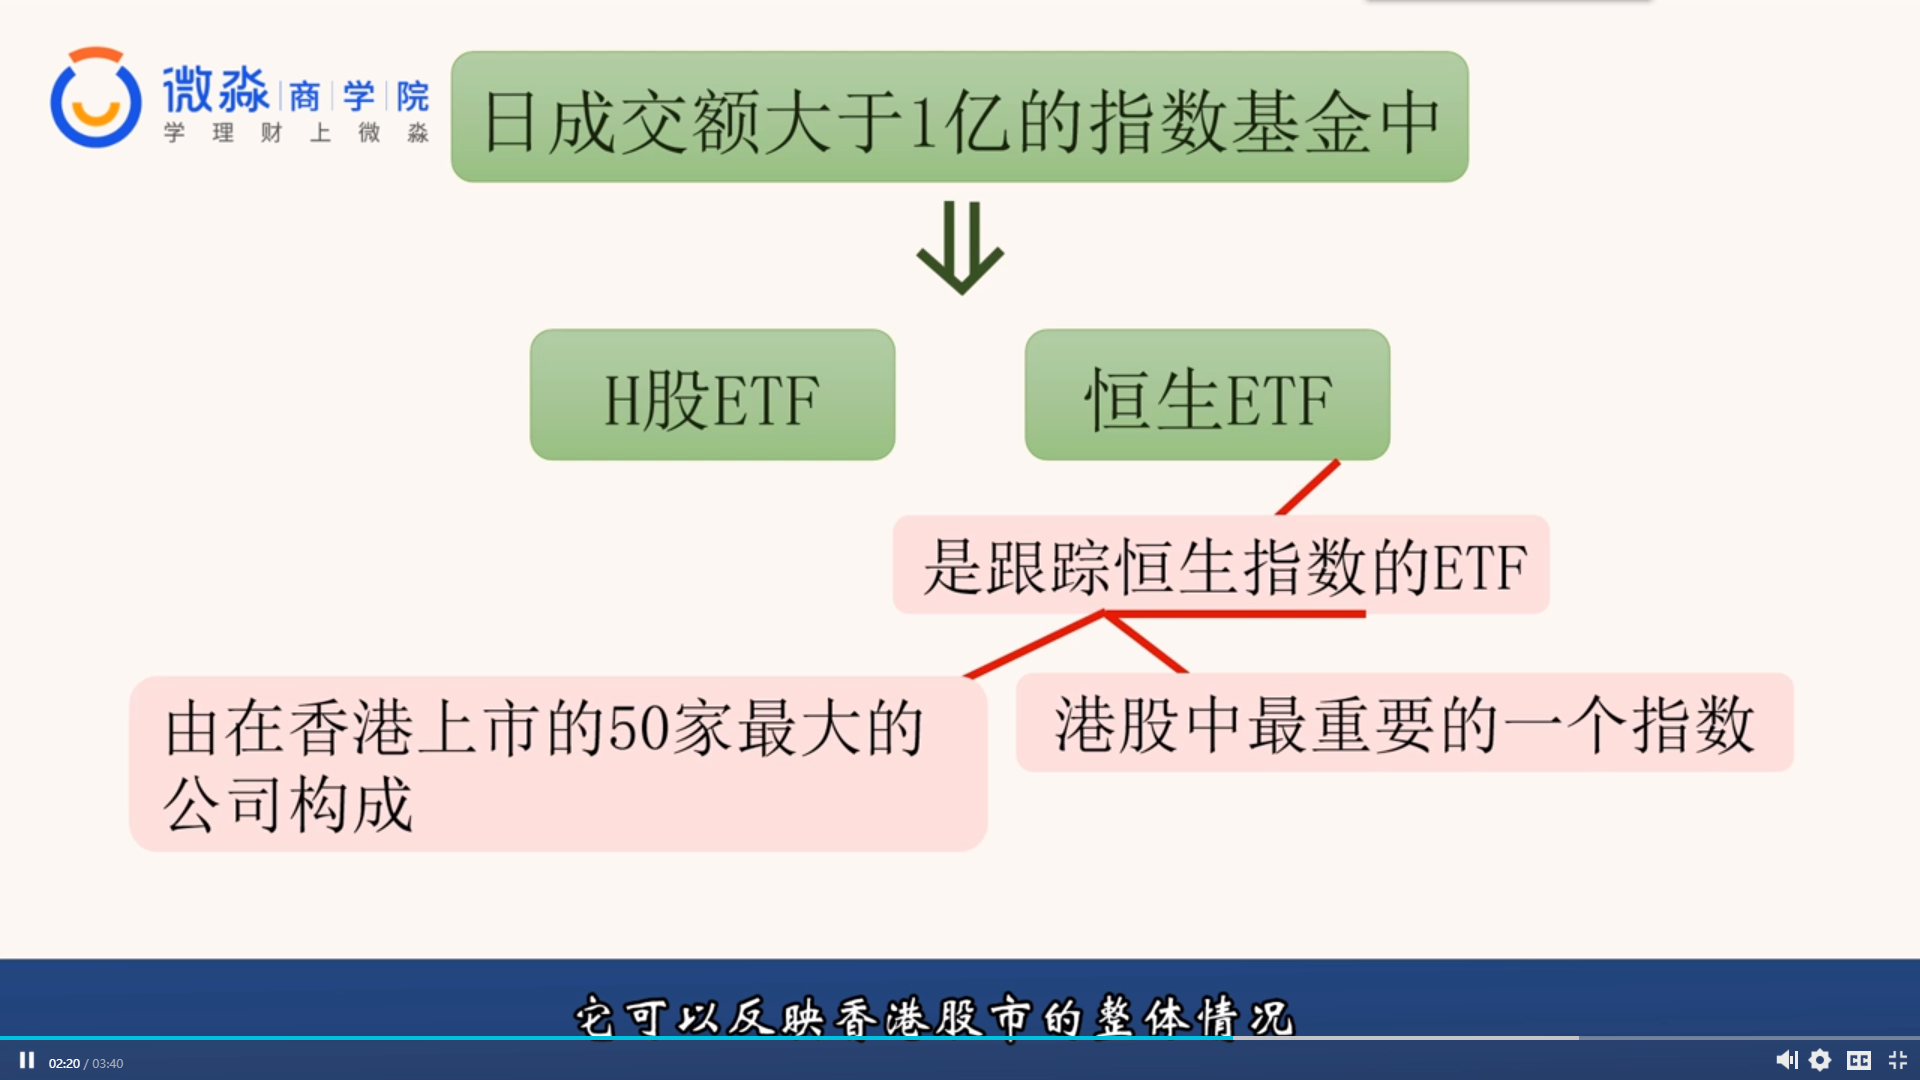 微淼商学院
学理财上微淼
日成交额大于1亿的指数基金中
H股ETF
恒生ETF
是跟踪恒生指数的ETF
由在香港上市的50家最大的
公司构成
港股中最重要的一个指数
它可以反映香港股市的整体情况
02:20 / 03:40
CC